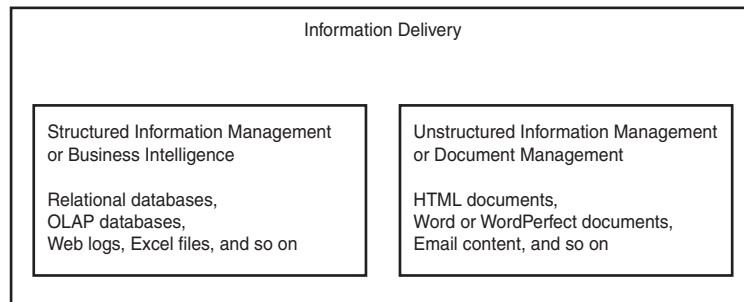 Information Delivery
Structured Information Management
or Business Intelligence
Relational databases,
OLAP databases,
Web logs, Excel files, and so on
Unstructured Information Management
or Document Management
HTML documents,
Word or WordPerfect documents,
Email content, and so on